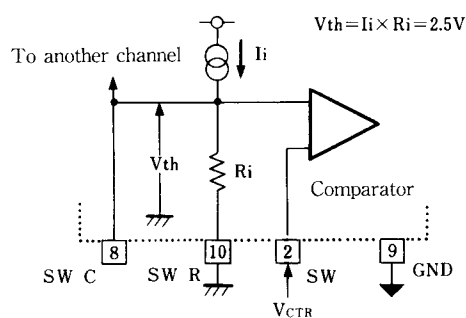 Vth=Ii×Ri=2.5V
To another channel
Ii
Vth
Ri
Comparator
8
10
2
9
SW C
SW R
SW
GND
VCTR